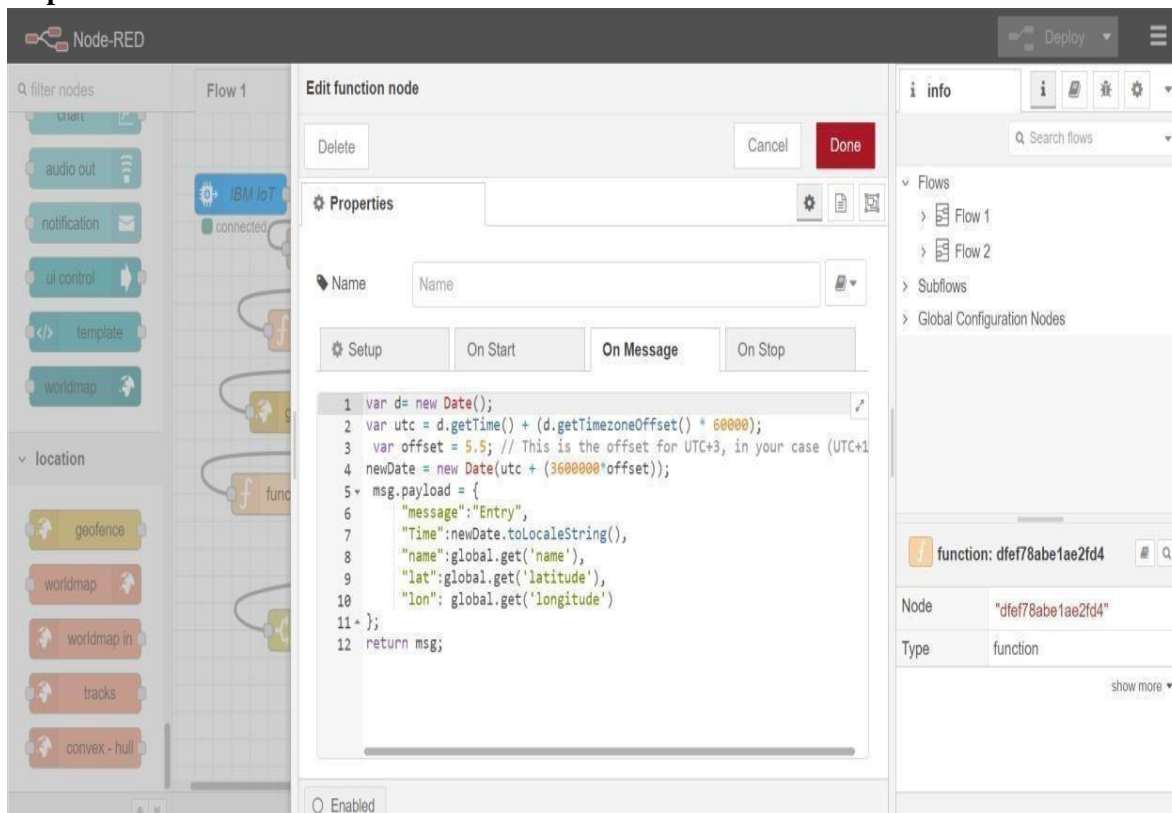 Node-RED
Deploy
filter nodes
Flow 1
chart
audio out
notification
ui control
template
worldmap
location
geofence
worldmap
worldmap in
tracks
convex - hull
IBM IoT
connected
func
Edit function node
Delete
Cancel
Done
Properties
Name
Name
Setup
On Start
On Message
On Stop
1 var d= new Date();
2 var utc = d.getTime() + (d.getTimezoneOffset() * 60000);
3 var offset = 5.5; // This is the offset for UTC+3, in your case (UTC+1
4 newDate = new Date(utc + (3600000*offset));
5 msg.payload = {
6 "message":"Entry",
7 "Time":newDate.toLocaleString(),
8 "name":global.get('name'),
9 "lat":global.get('latitude'),
10 "lon": global.get('longitude')
11 };
12 return msg;
Enabled
i info
i
Search flows
Flows
Flow 1
Flow 2
Subflows
Global Configuration Nodes
function: dfef78abe1ae2fd4
Node "dfef78abe1ae2fd4"
Type function
show more